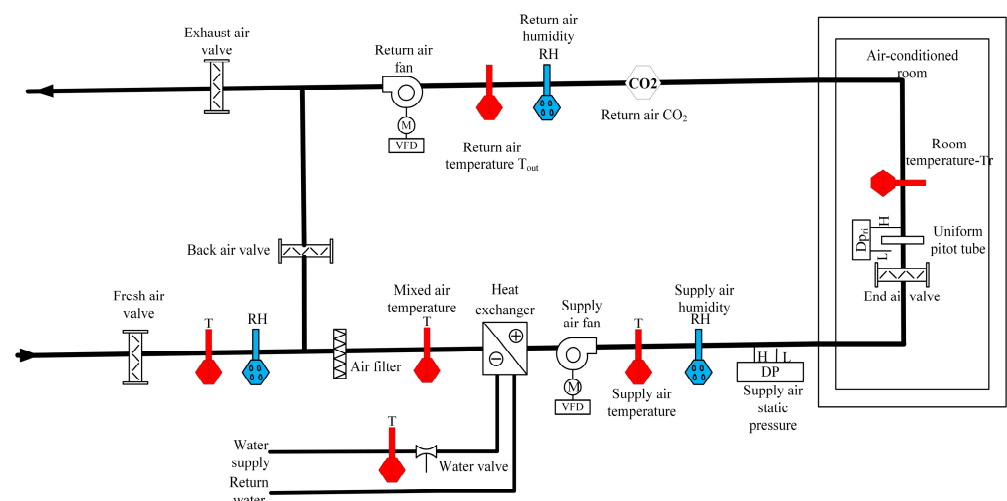 Exhaust air
valve
Return air
fan
M
VFD
Return air
humidity
RH
Return air
temperature Tout
CO2
Return air CO2
Air-conditioned
room
Room
temperature-Tr
Dpri
H
L
Uniform
pitot tube
End air valve
Back air valve
Fresh air
valve
T
RH
Air filter
Mixed air
temperature
T
Heat
exchanger
Supply
air fan
M
VFD
T
Supply air
temperature
Supply air
humidity
RH
H L
DP
Supply air
static
pressure
T
Water
supply
Water valve
Return
water